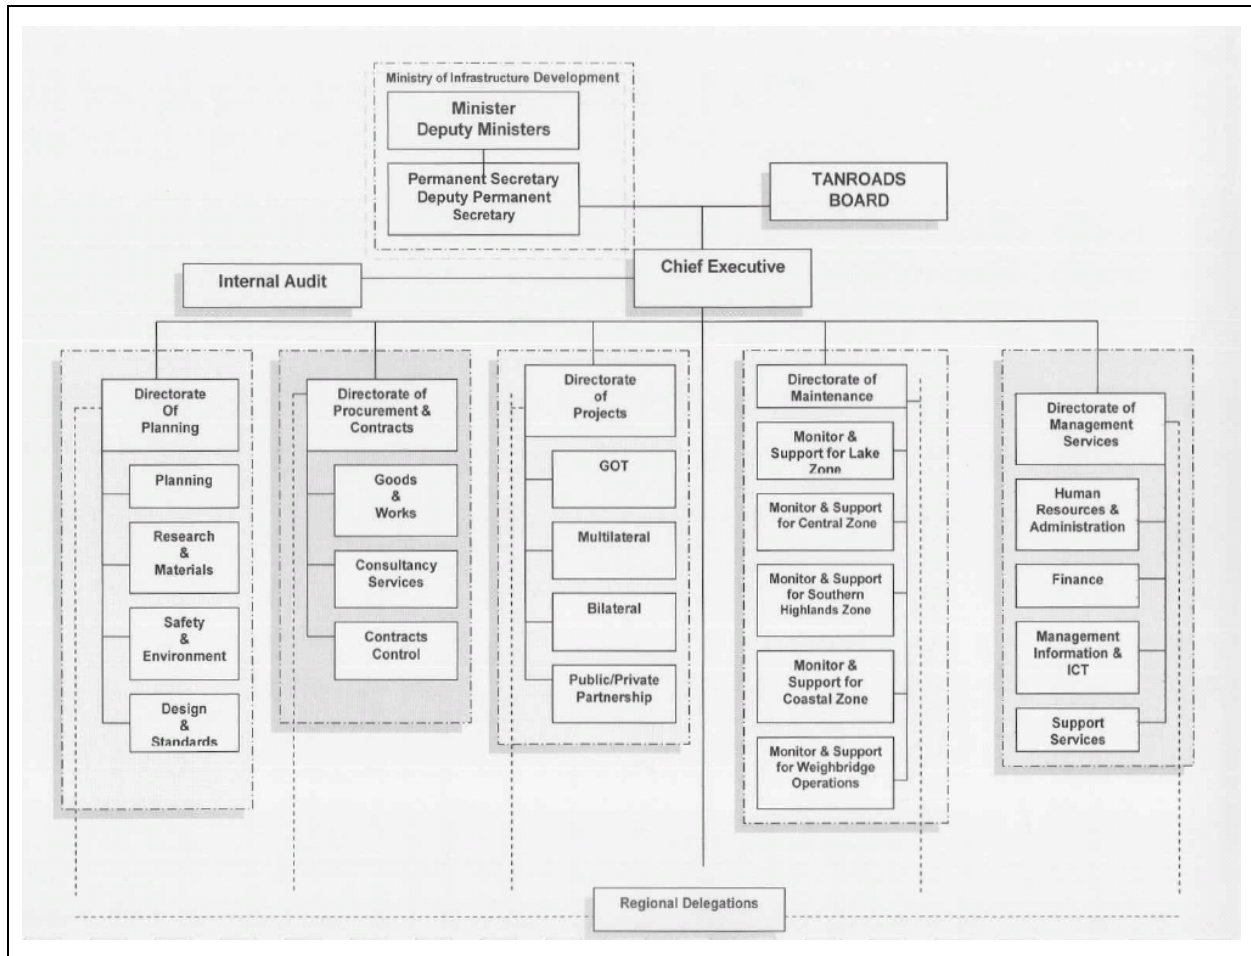 Ministry of Infrastructure Development
Minister
Deputy Ministers
Permanent Secretary
Deputy Permanent
Secretary
TANROADS
BOARD
Chief Executive
Internal Audit
Directorate
Of
Planning
Planning
Research
&
Materials
Safety
&
Environment
Design
&
Standards
Directorate of
Procurement &
Contracts
Goods
&
Works
Consultancy
Services
Contracts
Control
Directorate
of
Projects
GOT
Multilateral
Bilateral
Public/Private
Partnership
Directorate of
Maintenance
Monitor &
Support for Lake
Zone
Monitor & Support
for Central Zone
Monitor & Support
for Southern
Highlands Zone
Monitor &
Support for
Coastal Zone
Monitor & Support
for Weighbridge
Operations
Directorate of
Management
Services
Human
Resources &
Administration
Finance
Management
Information &
ICT
Support
Services
Regional Delegations